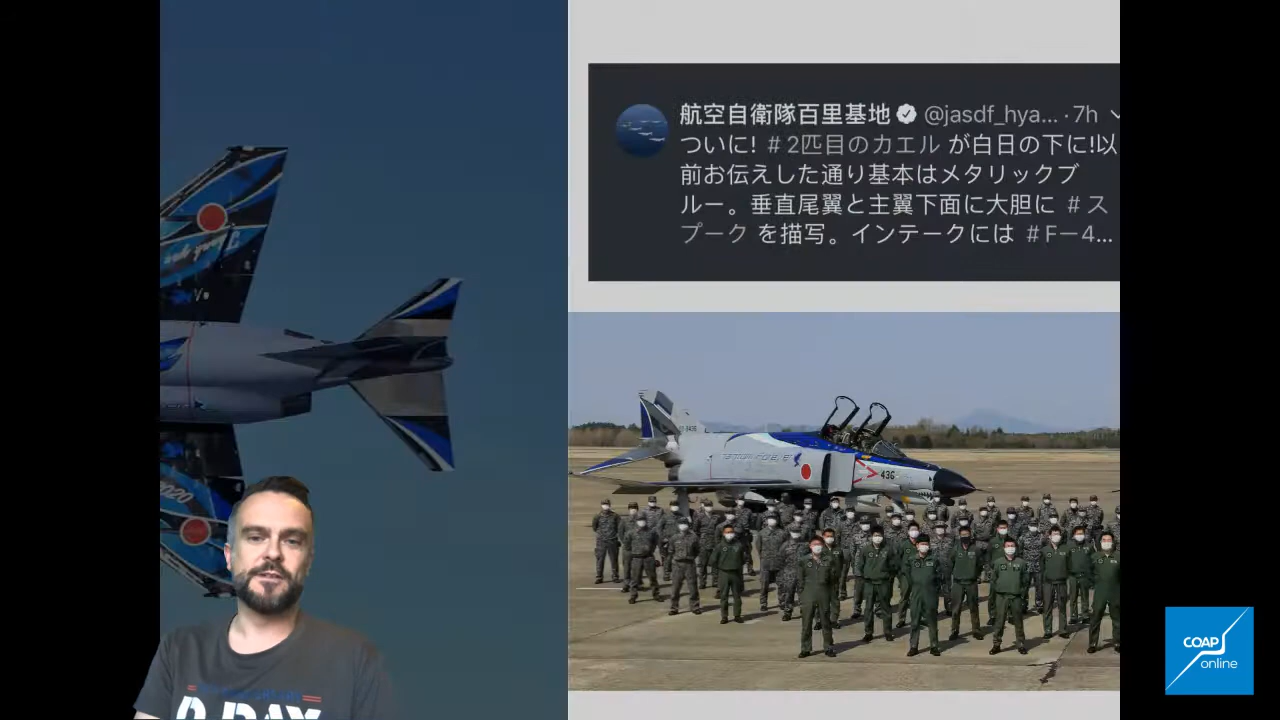 航空自衛隊百里基地 @jasdf_hya... · 7h
ついに! #2匹目のカエル が白日の下に!以
前お伝えした通り基本はメタリックブ
ルー。垂直尾翼と主翼下面に大胆に #ス
プーク を描写。インテークには #F－4...
436
2020
D-DAY
COAP
online